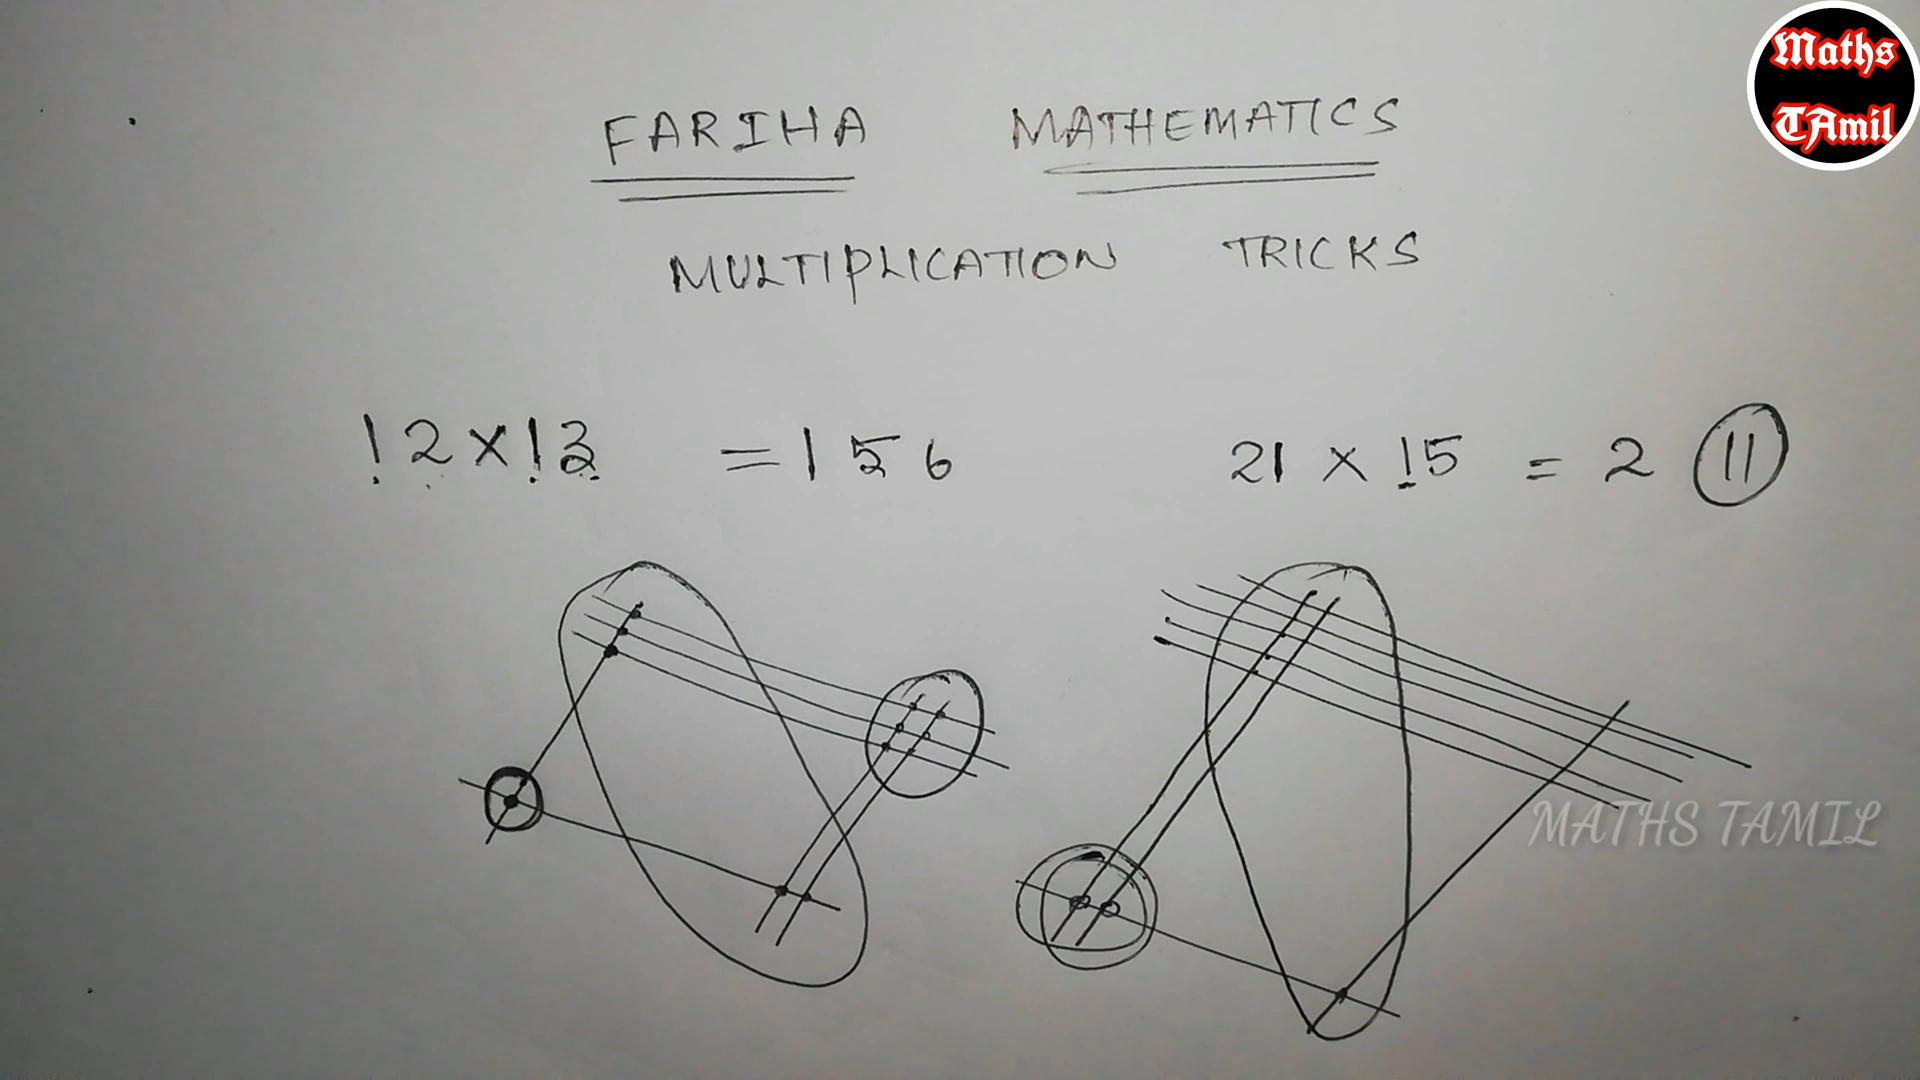 Maths
TAmil
FARIHA MATHEMATICS
MULTIPLICATION TRICKS
12 x 13 = 156
21 x 15 = 2 11
MATHS TAMIL